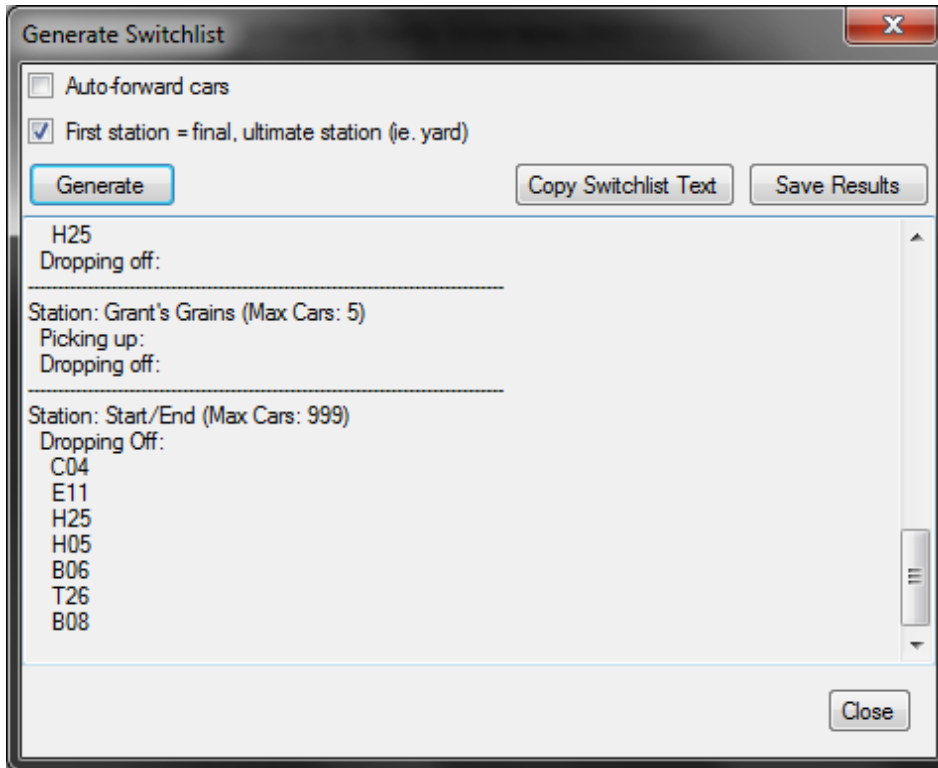 Generate Switchlist
Auto-forward cars
First station = final, ultimate station (ie. yard)
Generate
Copy Switchlist Text
Save Results
H25
Dropping off:
--------------------------------------------------------------------------------
Station: Grant's Grains (Max Cars: 5)
Picking up:
Dropping off:
--------------------------------------------------------------------------------
Station: Start/End (Max Cars: 999)
Dropping Off:
C04
E11
H25
H05
B06
T26
B08
Close